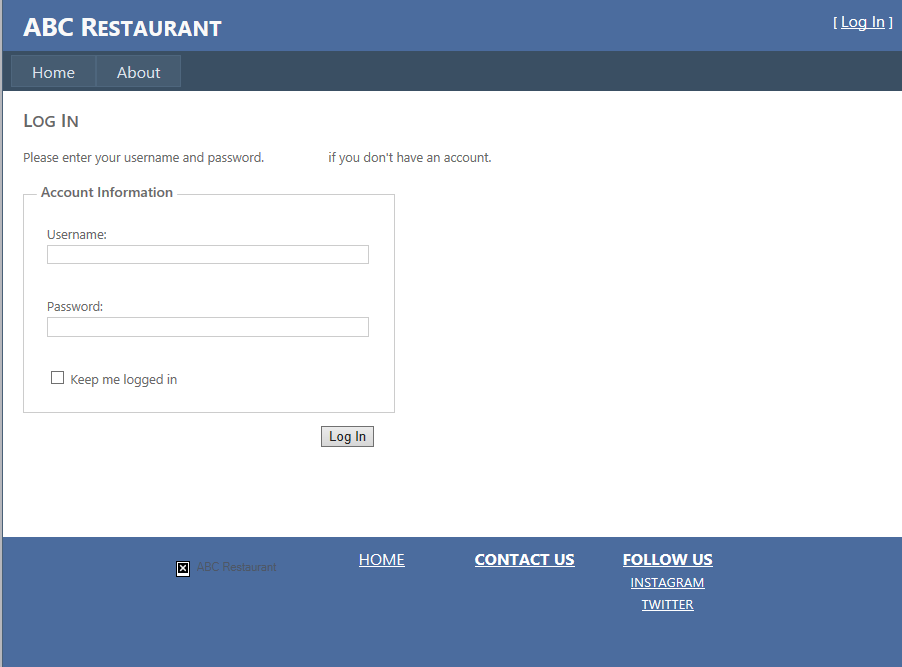 ABC RESTAURANT
[ Log In ]
Home About
LOG IN
Please enter your username and password. if you don't have an account.
Account Information
Username:
Password:
Keep me logged in
Log In
ABC Restaurant HOME CONTACT US FOLLOW US
INSTAGRAM
TWITTER